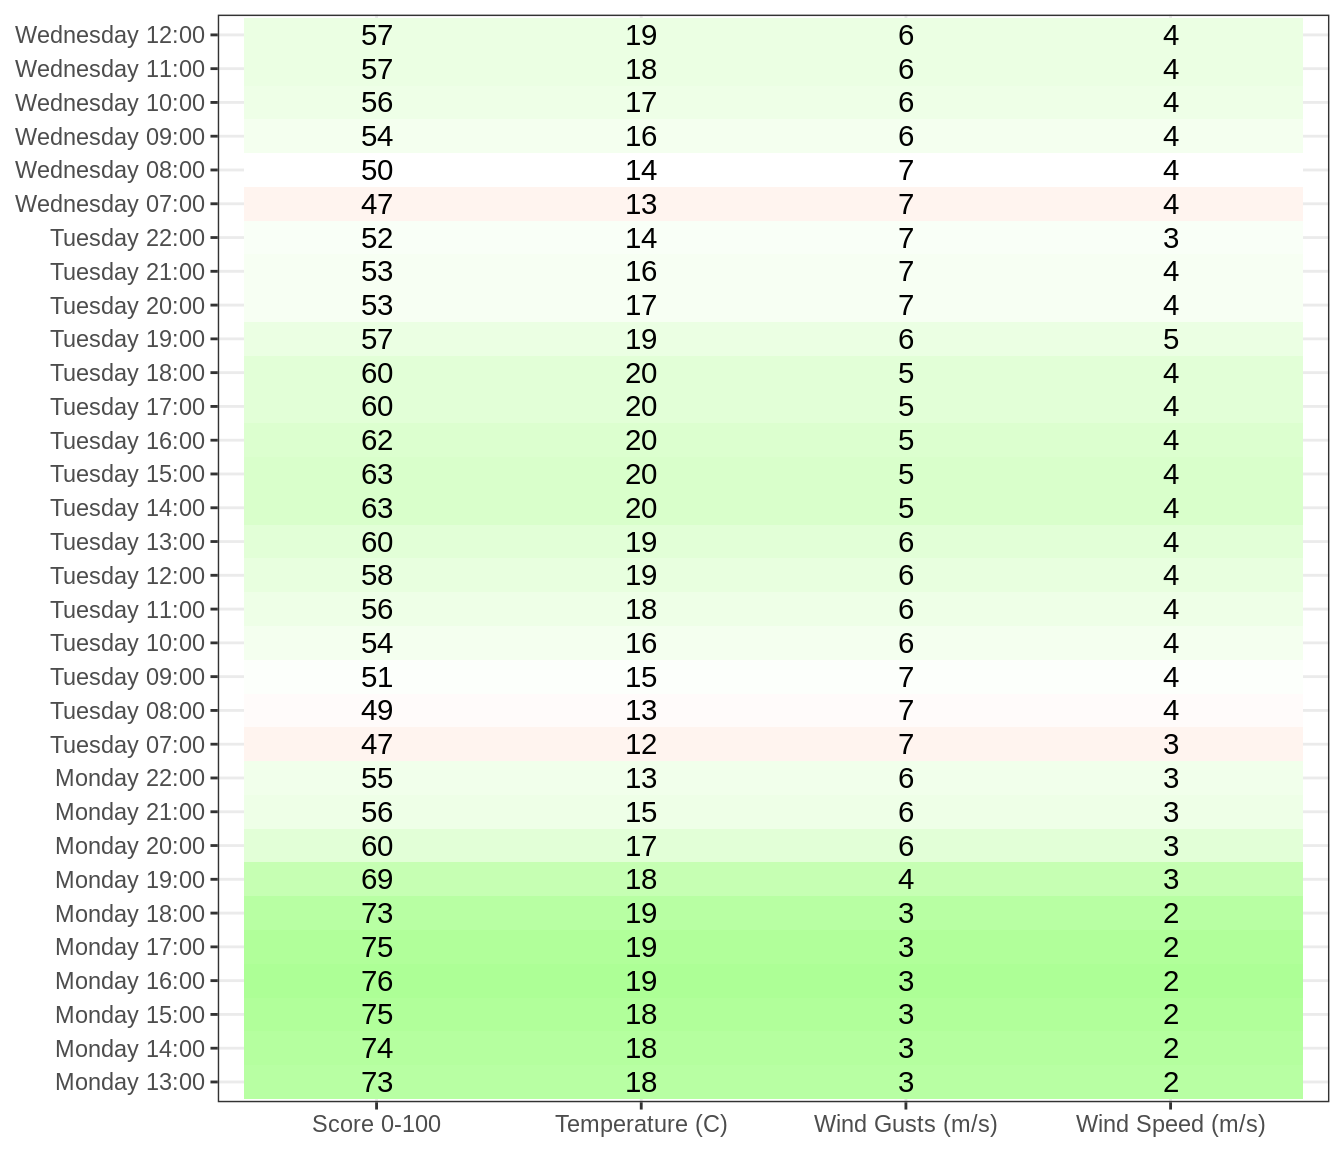 Wednesday 12:00 57 19 6 4
Wednesday 11:00 57 18 6 4
Wednesday 10:00 56 17 6 4
Wednesday 09:00 54 16 6 4
Wednesday 08:00 50 14 7 4
Wednesday 07:00 47 13 7 4
Tuesday 22:00 52 14 7 3
Tuesday 21:00 53 16 7 4
Tuesday 20:00 53 17 7 4
Tuesday 19:00 57 19 6 5
Tuesday 18:00 60 20 5 4
Tuesday 17:00 60 20 5 4
Tuesday 16:00 62 20 5 4
Tuesday 15:00 63 20 5 4
Tuesday 14:00 63 20 5 4
Tuesday 13:00 60 19 6 4
Tuesday 12:00 58 19 6 4
Tuesday 11:00 56 18 6 4
Tuesday 10:00 54 16 6 4
Tuesday 09:00 51 15 7 4
Tuesday 08:00 49 13 7 4
Tuesday 07:00 47 12 7 3
Monday 22:00 55 13 6 3
Monday 21:00 56 15 6 3
Monday 20:00 60 17 6 3
Monday 19:00 69 18 4 3
Monday 18:00 73 19 3 2
Monday 17:00 75 19 3 2
Monday 16:00 76 19 3 2
Monday 15:00 75 18 3 2
Monday 14:00 74 18 3 2
Monday 13:00 73 18 3 2
Score 0-100 Temperature (C) Wind Gusts (m/s) Wind Speed (m/s)